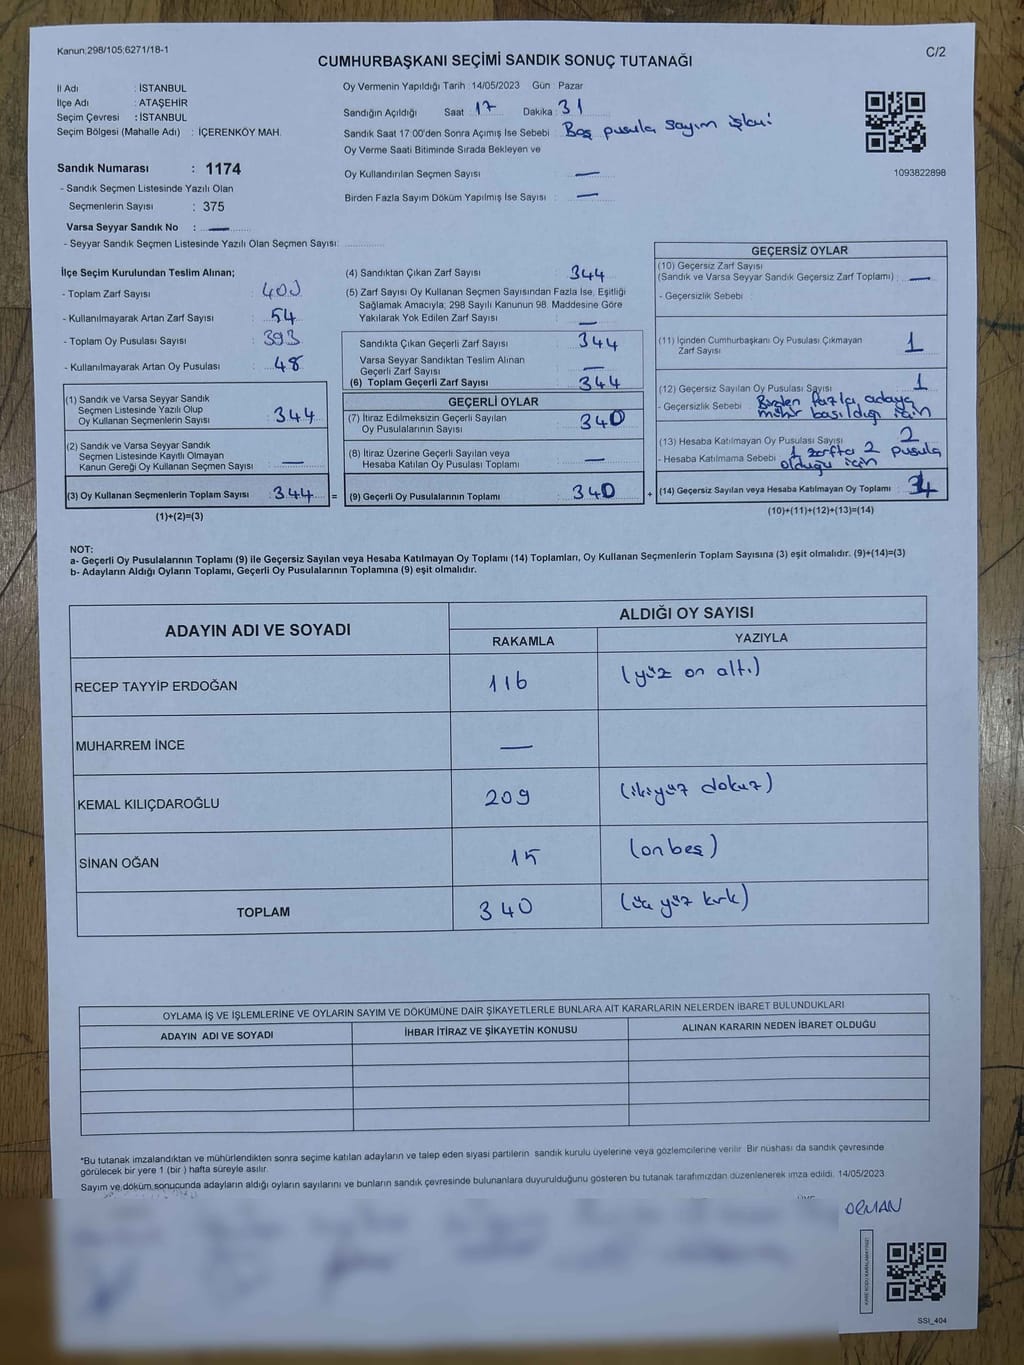 Kanun;298/105;6271/18-1
C/2
CUMHURBAŞKANI SEÇİMİ SANDIK SONUÇ TUTANAĞI
İl Adı : İSTANBUL
İlçe Adı : ATAŞEHİR
Seçim Çevresi : İSTANBUL
Seçim Bölgesi (Mahalle Adı) : İÇERENKÖY MAH.
Sandık Numarası : 1174
- Sandık Seçmen Listesinde Yazılı Olan
Seçmenlerin Sayısı : 375
Varsa Seyyar Sandık No : —
- Seyyar Sandık Seçmen Listesinde Yazılı Olan Seçmen Sayısı: ............
Oy Vermenin Yapıldığı Tarih :14/05/2023 Gün : Pazar
Sandığın Açıldığı Saat : 17 Dakika : 31
Sandık Saat 17:00'den Sonra Açımış İse Sebebi : Boş pusula sayım işlemi
Oy Verme Saati Bitiminde Sırada Bekleyen ve
Oy Kullandırılan Seçmen Sayısı : —
Birden Fazla Sayım Döküm Yapılmış İse Sayısı : —
1093822898
İlçe Seçim Kurulundan Teslim Alınan;
- Toplam Zarf Sayısı : 400
- Kullanılmayarak Artan Zarf Sayısı : 54
- Toplam Oy Pusulası Sayısı : 393
- Kullanılmayarak Artan Oy Pusulası : 48
(1) Sandık ve Varsa Seyyar Sandık
Seçmen Listesinde Yazılı Olup
Oy Kullanan Seçmenlerin Sayısı : 344
(2) Sandık ve Varsa Seyyar Sandık
Seçmen Listesinde Kayıtlı Olmayan
Kanun Gereği Oy Kullanan Seçmen Sayısı : —
(3) Oy Kullanan Seçmenlerin Toplam Sayısı : 344 =
(1)+(2)=(3)
(4) Sandıktan Çıkan Zarf Sayısı : 344
(5) Zarf Sayısı Oy Kullanan Seçmen Sayısından Fazla İse, Eşitliği
Sağlamak Amacıyla; 298 Sayılı Kanunun 98. Maddesine Göre
Yakılarak Yok Edilen Zarf Sayısı : —
Sandıkta Çıkan Geçerli Zarf Sayısı : 344
Varsa Seyyar Sandıktan Teslim Alınan
Geçerli Zarf Sayısı : —
(6) Toplam Geçerli Zarf Sayısı : 344
GEÇERLİ OYLAR
(7) İtiraz Edilmeksizin Geçerli Sayılan
Oy Pusulalarının Sayısı : 340
(8) İtiraz Üzerine Geçerli Sayılan veya
Hesaba Katılan Oy Pusulası Toplamı : —
(9) Geçerli Oy Pusulalarının Toplamı : 340 +
GEÇERSİZ OYLAR
(10) Geçersiz Zarf Sayısı
(Sandık ve Varsa Seyyar Sandık Geçersiz Zarf Toplamı) : —
- Geçersizlik Sebebi :
(11) İçinden Cumhurbaşkanı Oy Pusulası Çıkmayan
Zarf Sayısı : 1
(12) Geçersiz Sayılan Oy Pusulası Sayısı : 1
- Geçersizlik Sebebi : Birden fazla adaya
mühür basıldığı için
(13) Hesaba Katılmayan Oy Pusulası Sayısı : 2
- Hesaba Katılmama Sebebi : 1 zarfta 2 pusula
olduğu için
(14) Geçersiz Sayılan veya Hesaba Katılmayan Oy Toplamı : 4
(10)+(11)+(12)+(13)=(14)
NOT:
a- Geçerli Oy Pusulalarının Toplamı (9) ile Geçersiz Sayılan veya Hesaba Katılmayan Oy Toplamı (14) Toplamları, Oy Kullanan Seçmenlerin Toplam Sayısına (3) eşit olmalıdır. (9)+(14)=(3)
b- Adayların Aldığı Oyların Toplamı, Geçerli Oy Pusulalarının Toplamına (9) eşit olmalıdır.
ADAYIN ADI VE SOYADI
ALDIĞI OY SAYISI
RAKAMLA YAZIYLA
RECEP TAYYİP ERDOĞAN 116 (yüz on altı)
MUHARREM İNCE —
KEMAL KILIÇDAROĞLU 209 (ikiyüz dokuz)
SİNAN OĞAN 15 (onbeş)
TOPLAM 340 (üç yüz kırk)
OYLAMA İŞ VE İŞLEMLERİNE VE OYLARIN SAYIM VE DÖKÜMÜNE DAİR ŞİKAYETLERLE BUNLARA AİT KARARLARIN NELERDEN İBARET BULUNDUKLARI
ADAYIN ADI VE SOYADI İHBAR İTİRAZ VE ŞİKAYETİN KONUSU ALINAN KARARIN NEDEN İBARET OLDUĞU
*Bu tutanak imzalandıktan ve mühürlendikten sonra seçime katılan adayların ve talep eden siyasi partilerin sandık kurulu üyelerine veya gözlemcilerine verilir. Bir nüshası da sandık çevresinde
görülecek bir yere 1 (bir ) hafta süreyle asılır.
Sayım ve döküm sonucunda adayların aldığı oyların sayılarını ve bunların sandık çevresinde bulunanlara duyurulduğunu gösteren bu tutanak tarafımızdan düzenlenerek imza edildi. 14/05/2023
ORMAN
SSI_404